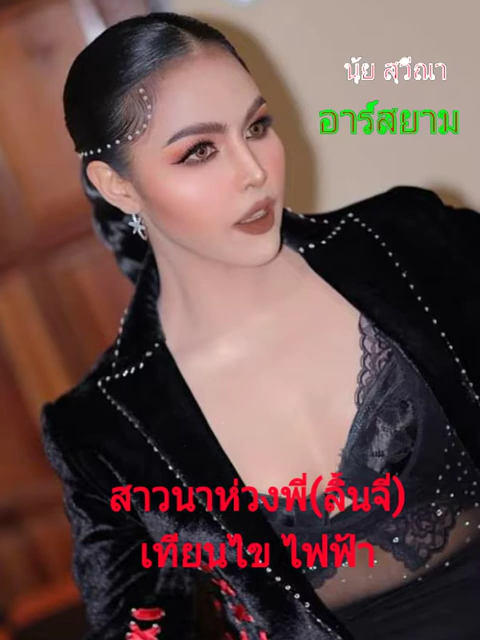 นุ้ย สุวีณา
อาร์สยาม
สาวนาห่วงพี่(ลิ้นจี่)
เทียนไข ไฟฟ้า